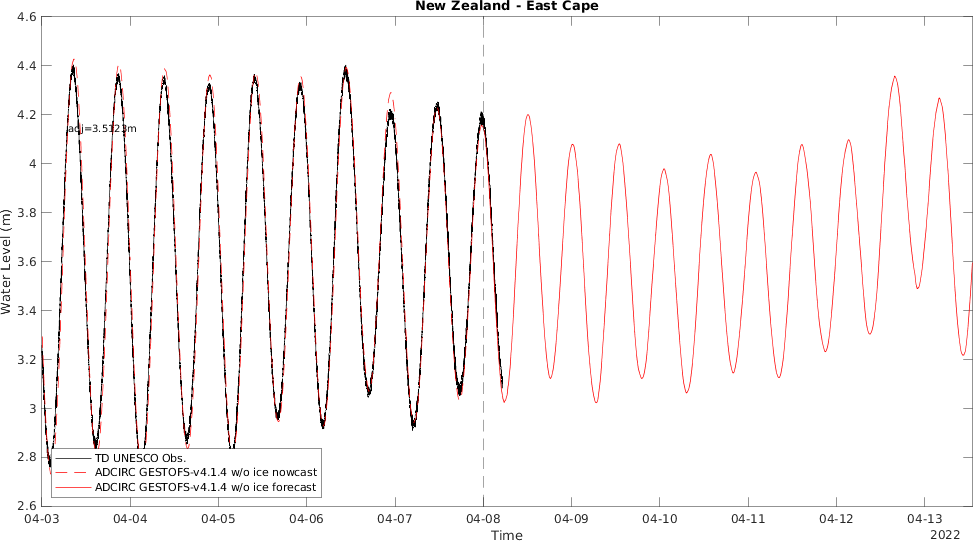 New Zealand - East Cape
4.6
4.4
4.2
4
3.8
3.6
3.4
3.2
3
2.8
2.6
Water Level (m)
adj=3.5123m
TD UNESCO Obs.
ADCIRC GESTOFS-v4.1.4 w/o ice nowcast
ADCIRC GESTOFS-v4.1.4 w/o ice forecast
04-03 04-04 04-05 04-06 04-07 04-08 04-09 04-10 04-11 04-12 04-13
Time
2022